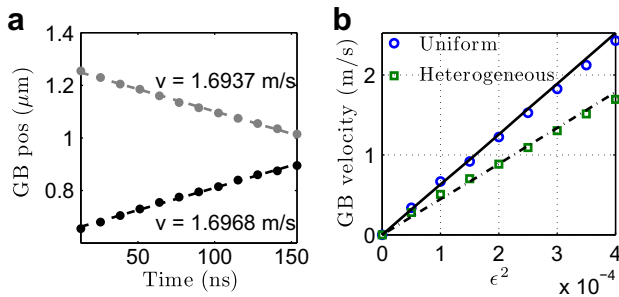 a
GB pos (μm)
1.4
1.2
1
0.8
v = 1.6937 m/s
v = 1.6968 m/s
50
100
150
Time (ns)
b
GB velocity (m/s)
2
1
0
Uniform
Heterogeneous
0
1
2
3
4
ϵ²
x 10⁻⁴